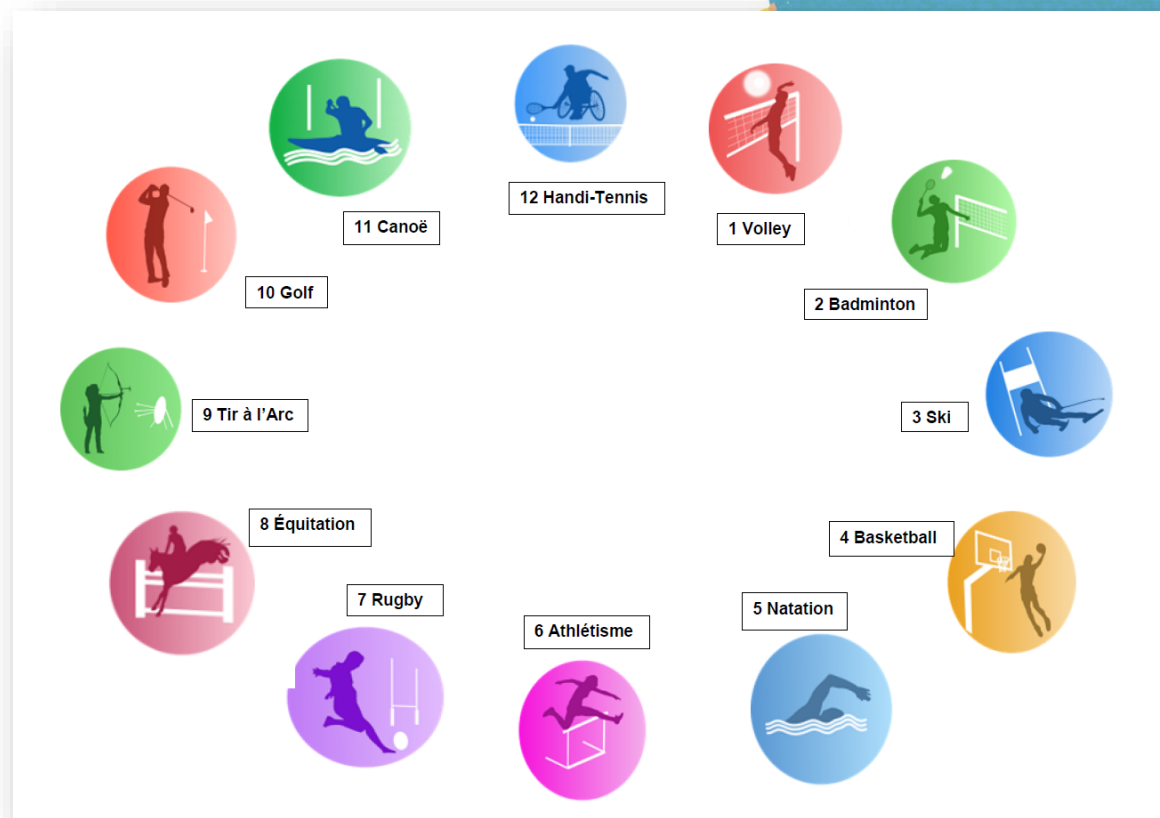 12 Handi-Tennis
1 Volley
11 Canoë
10 Golf
2 Badminton
9 Tir à l'Arc
3 Ski
8 Équitation
4 Basketball
7 Rugby
5 Natation
6 Athlétisme